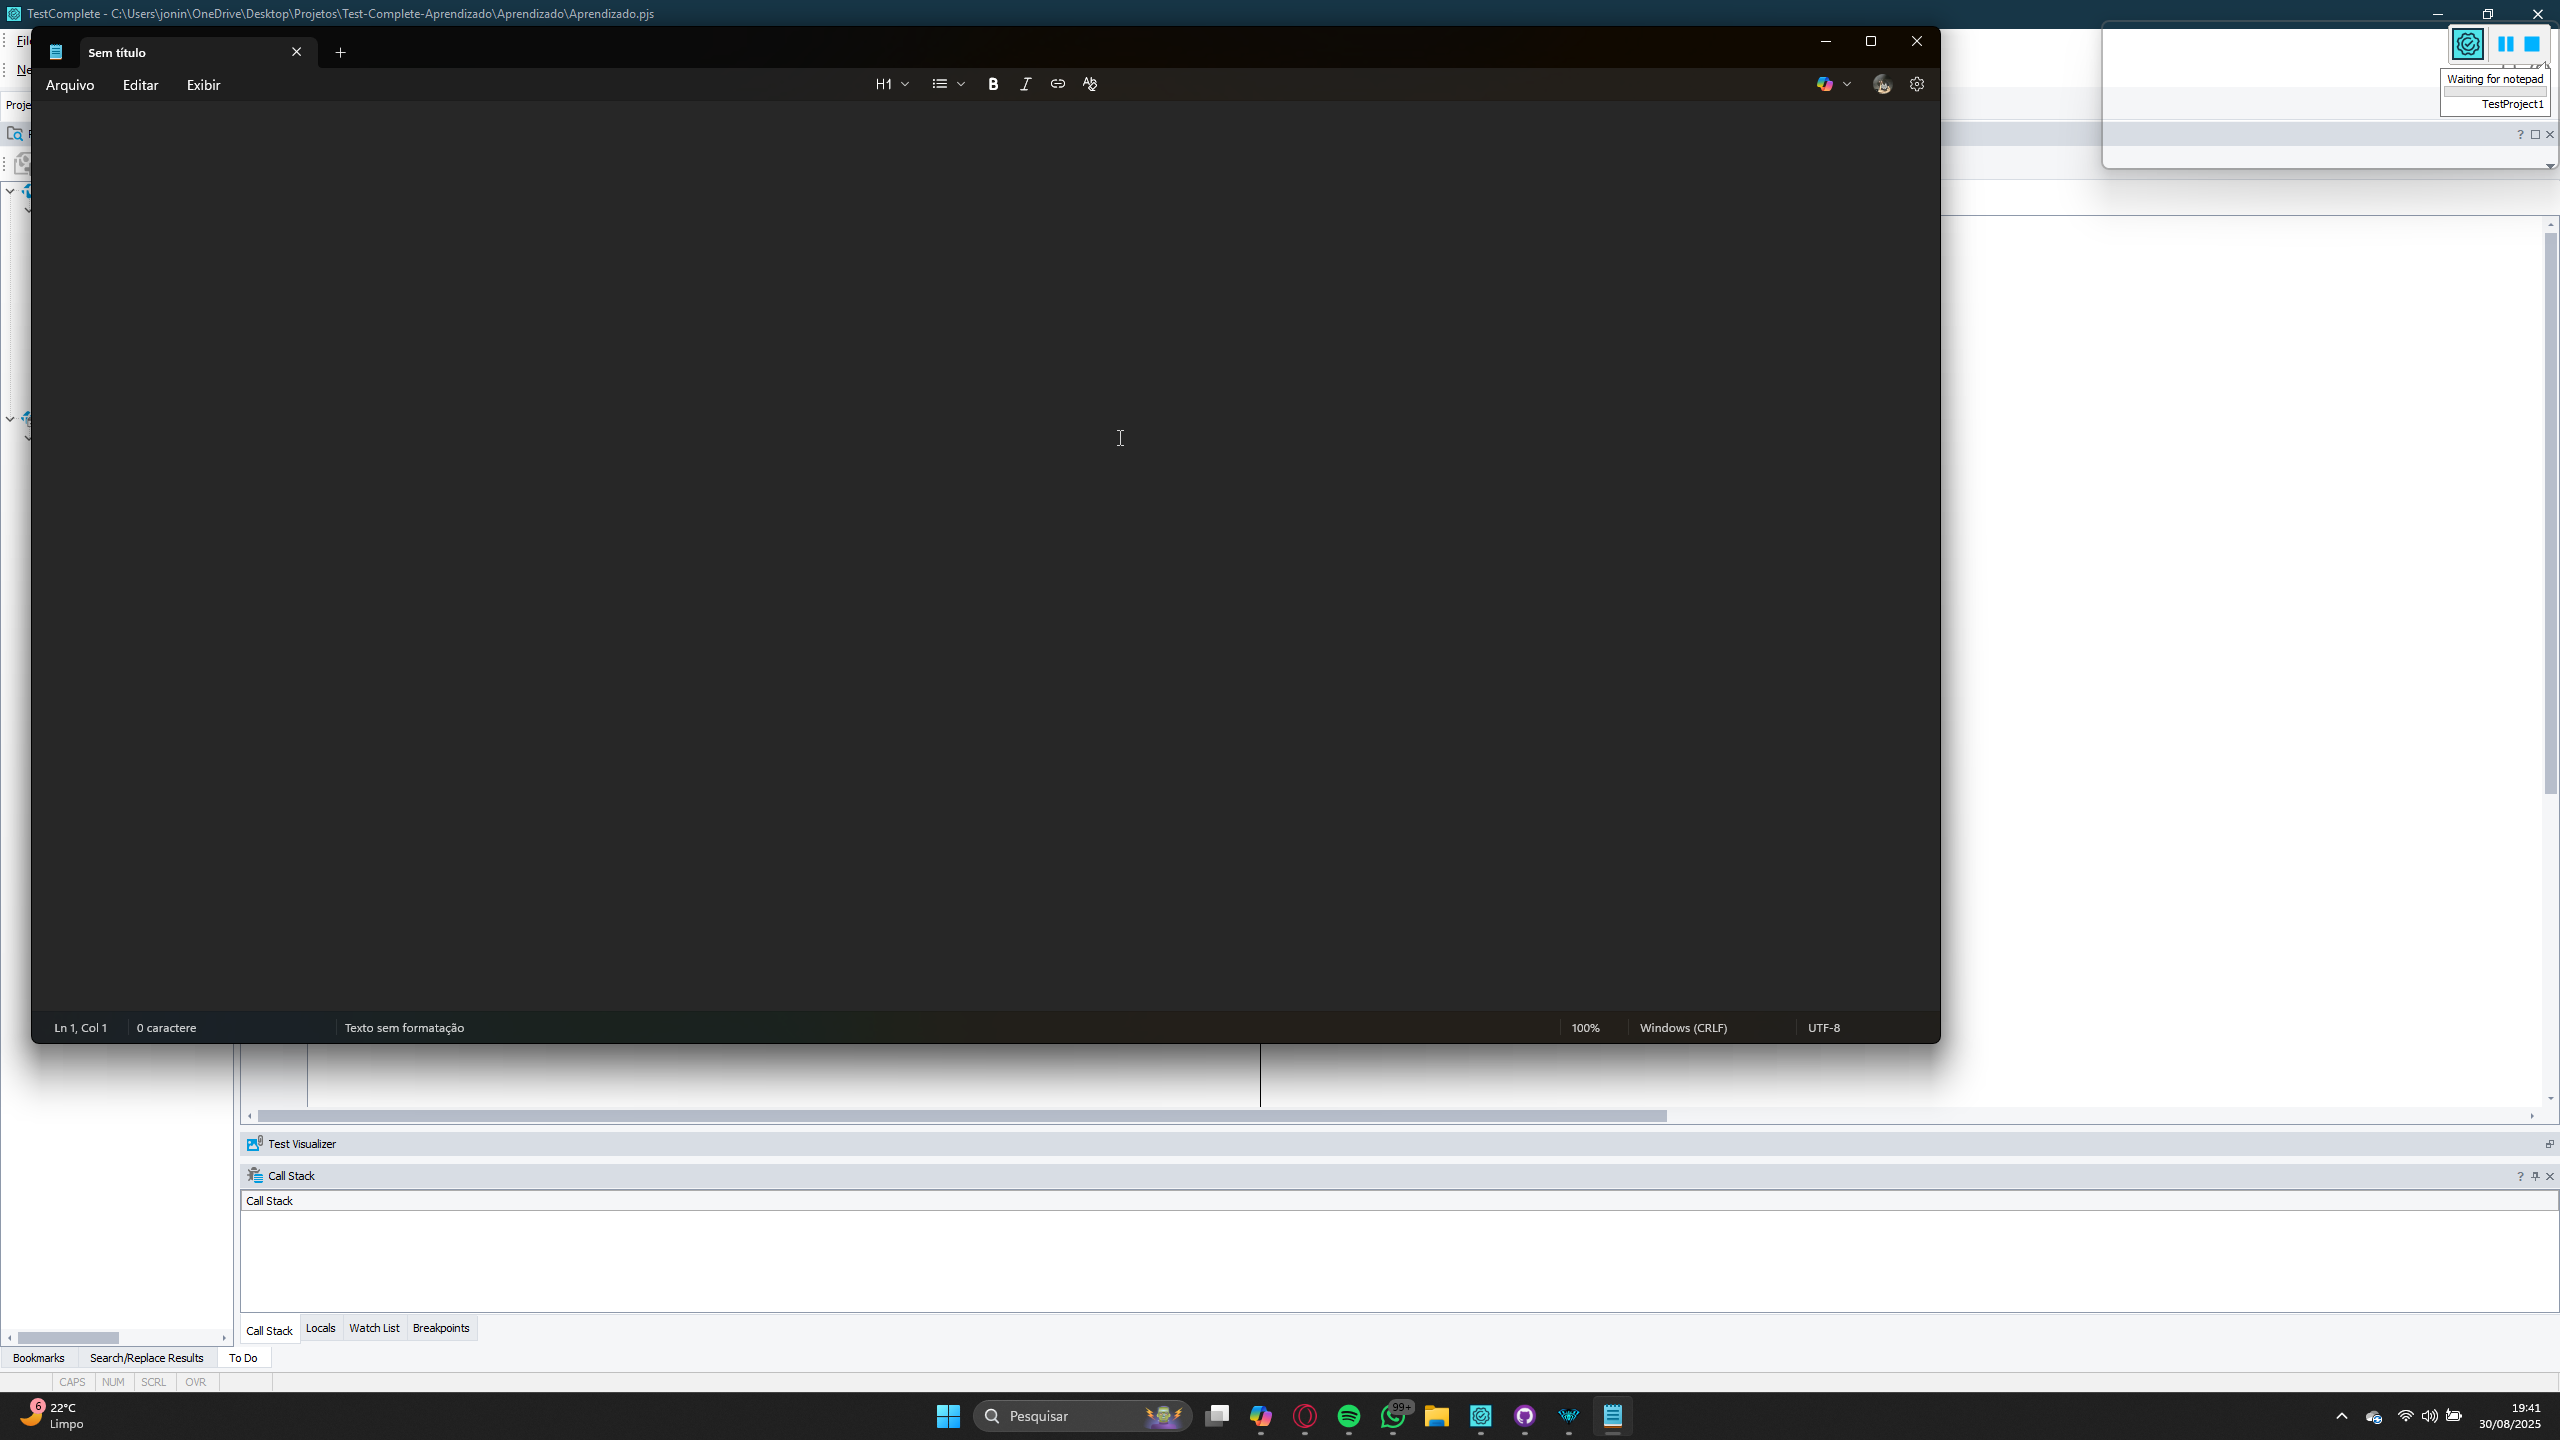 TestComplete - C:\Users\jonin\OneDrive\Desktop\Projetos\Test-Complete-Aprendizado\Aprendizado\Aprendizado.pjs
Sem título
Arquivo Editar Exibir
H1
Waiting for notepad
TestProject1
Ln 1, Col 1 0 caractere Texto sem formatação 100% Windows (CRLF) UTF-8
Test Visualizer
Call Stack
Call Stack
Call Stack Locals Watch List Breakpoints
Bookmarks Search/Replace Results To Do
CAPS NUM SCRL OVR
6
22°C
Limpo
Pesquisar
99+
19:41
30/08/2025